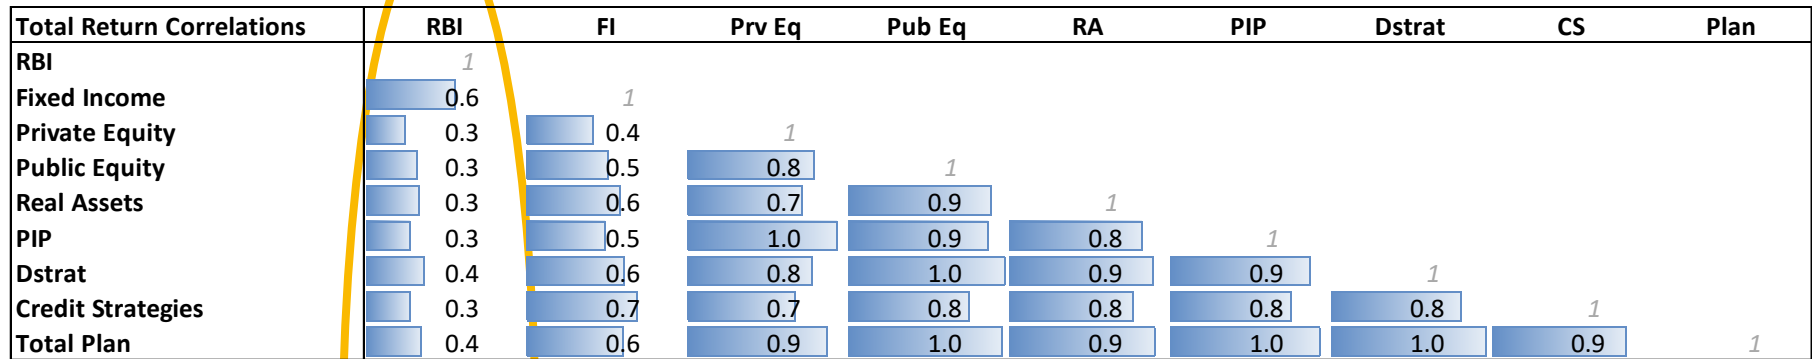 Total Return Correlations RBI FI Prv Eq Pub Eq RA PIP Dstrat CS Plan
RBI 1
Fixed Income 0.6 1
Private Equity 0.3 0.4 1
Public Equity 0.3 0.5 0.8 1
Real Assets 0.3 0.6 0.7 0.9 1
PIP 0.3 0.5 1.0 0.9 0.8 1
Dstrat 0.4 0.6 0.8 1.0 0.9 0.9 1
Credit Strategies 0.3 0.7 0.7 0.8 0.8 0.8 0.8 1
Total Plan 0.4 0.6 0.9 1.0 0.9 1.0 1.0 0.9 1